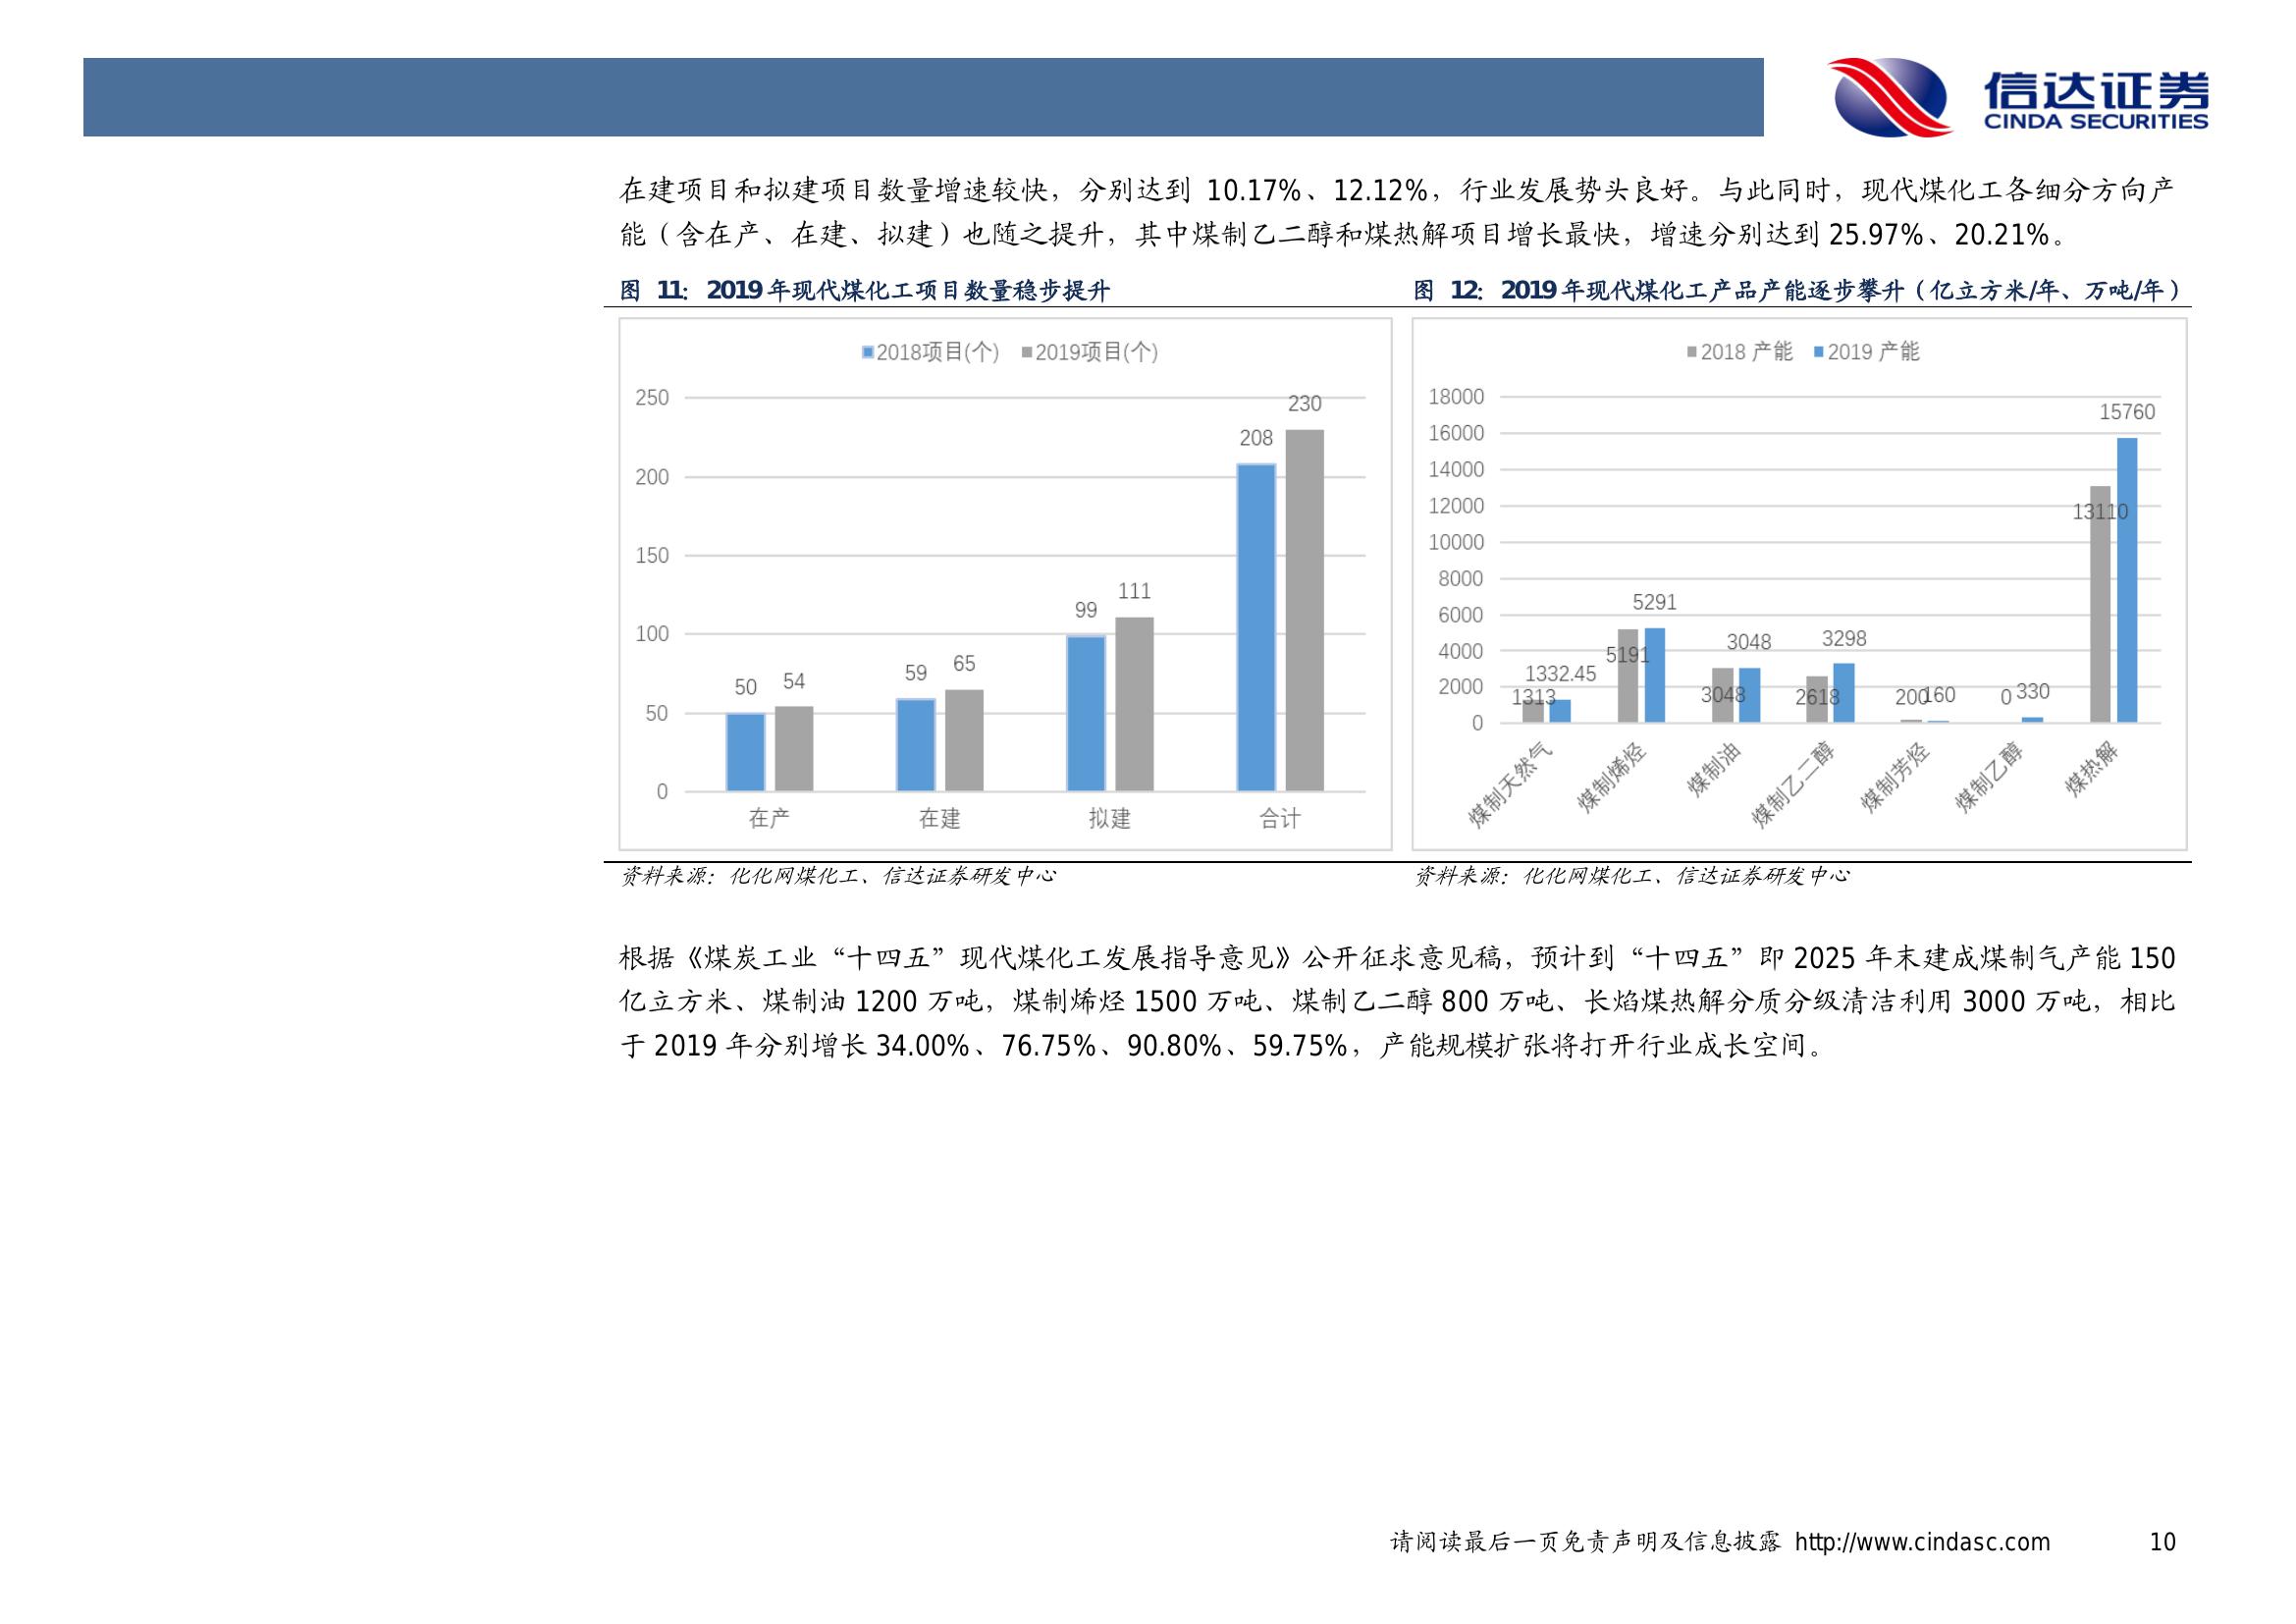 信达证券
CINDA SECURITIES
在建项目和拟建项目数量增速较快，分别达到 10.17%、12.12%，行业发展势头良好。与此同时，现代煤化工各细分方向产
能（含在产、在建、拟建）也随之提升，其中煤制乙二醇和煤热解项目增长最快，增速分别达到 25.97%、20.21%。
图 11：2019 年现代煤化工项目数量稳步提升
2018项目(个) 2019项目(个)
250
200
150
100
50
0
50 54
59 65
99 111
208 230
在产 在建 拟建 合计
资料来源：化化网煤化工、信达证券研发中心
图 12：2019 年现代煤化工产品产能逐步攀升（亿立方米/年、万吨/年）
2018 产能 2019 产能
18000
16000
14000
12000
10000
8000
6000
4000
2000
0
1313 1332.45
5191 5291
3048 3048
2618 3298
200 160
0 330
13110 15760
煤制天然气
煤制烯烃
煤制油
煤制乙二醇
煤制芳烃
煤制乙醇
煤热解
资料来源：化化网煤化工、信达证券研发中心
根据《煤炭工业“十四五”现代煤化工发展指导意见》公开征求意见稿，预计到“十四五”即 2025 年末建成煤制气产能 150
亿立方米、煤制油 1200 万吨，煤制烯烃 1500 万吨、煤制乙二醇 800 万吨、长焰煤热解分质分级清洁利用 3000 万吨，相比
于 2019 年分别增长 34.00%、76.75%、90.80%、59.75%，产能规模扩张将打开行业成长空间。
请阅读最后一页免责声明及信息披露 http://www.cindasc.com 10